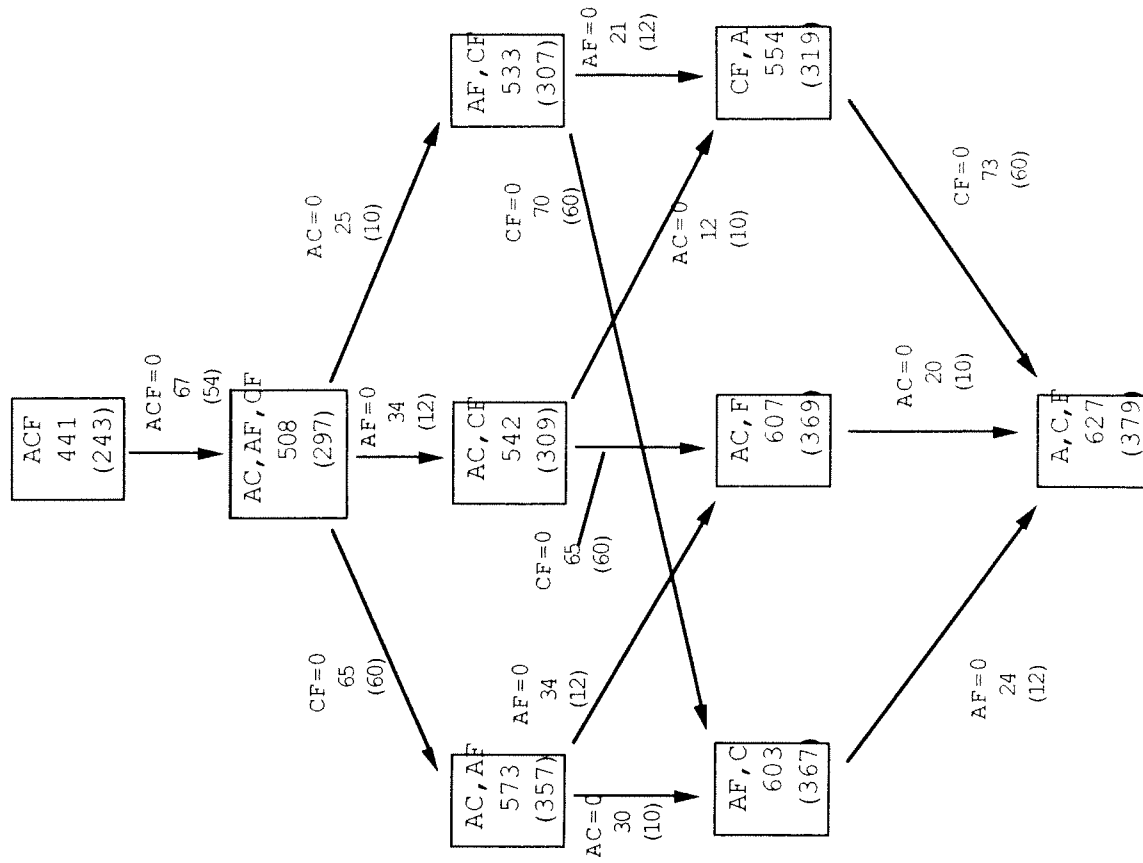 ACF
441
(243)
ACF=0
67
(54)
AC,AF,CF
508
(297)
CF=0
65
(60)
AF=0
34
(12)
AC=0
25
(10)
AC,AF
573
(357)
AC,CF
542
(309)
AF,CF
533
(307)
AC=0
30
(10)
AF=0
34
(12)
CF=0
65
(60)
CF=0
70
(60)
AC=0
12
(10)
AF=0
21
(12)
AF,C
603
(367)
AC,F
607
(369)
CF,A
554
(319)
AF=0
24
(12)
AC=0
20
(10)
CF=0
73
(60)
A,C,F
627
(379)